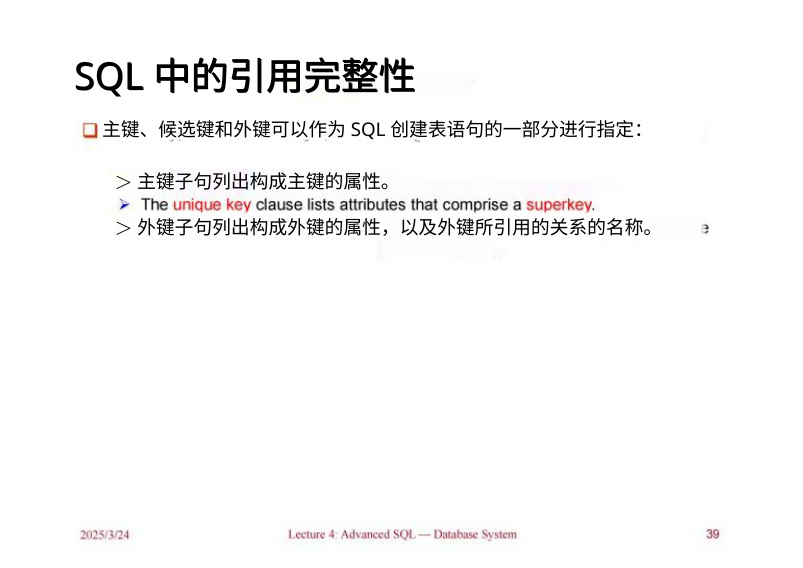 SQL 中的引用完整性
主键、候选键和外键可以作为 SQL 创建表语句的一部分进行指定：
＞ 主键子句列出构成主键的属性。
➢ The unique key clause lists attributes that comprise a superkey.
＞ 外键子句列出构成外键的属性，以及外键所引用的关系的名称。 e
2025/3/24 Lecture 4: Advanced SQL — Database System 39